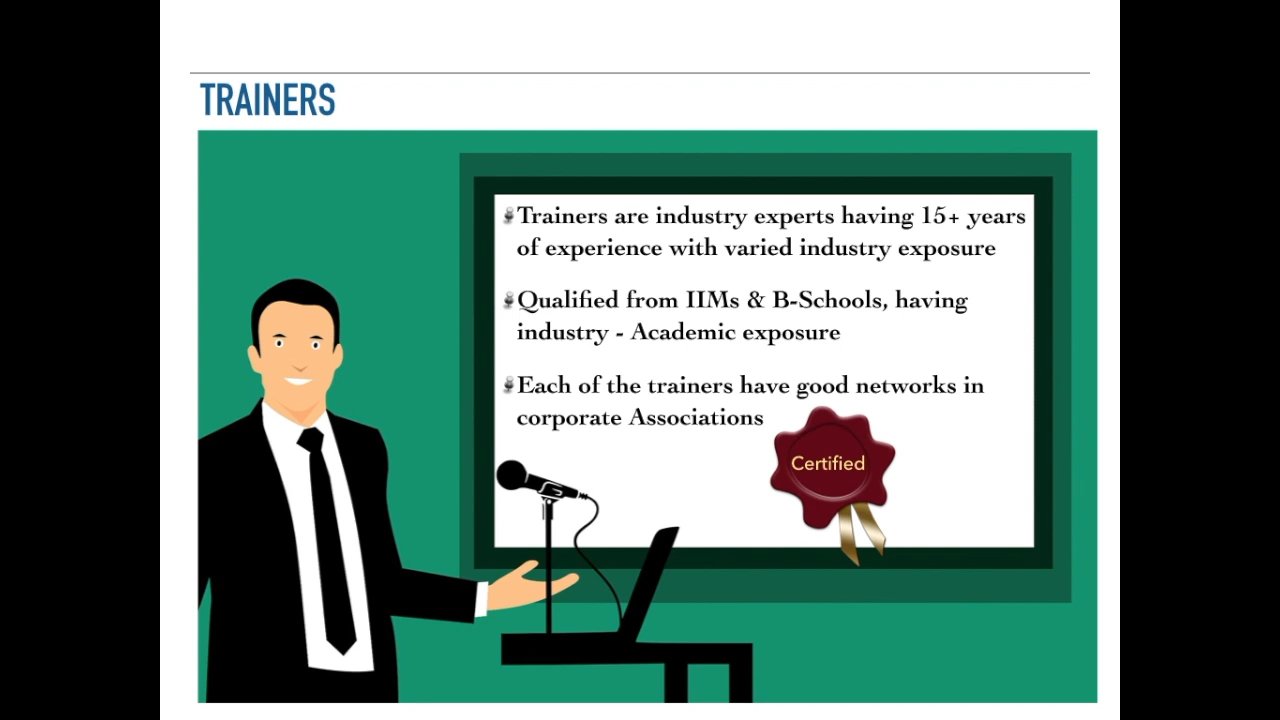 TRAINERS
Trainers are industry experts having 15+ years
of experience with varied industry exposure
Qualified from IIMs & B-Schools, having
industry - Academic exposure
Each of the trainers have good networks in
corporate Associations
Certified